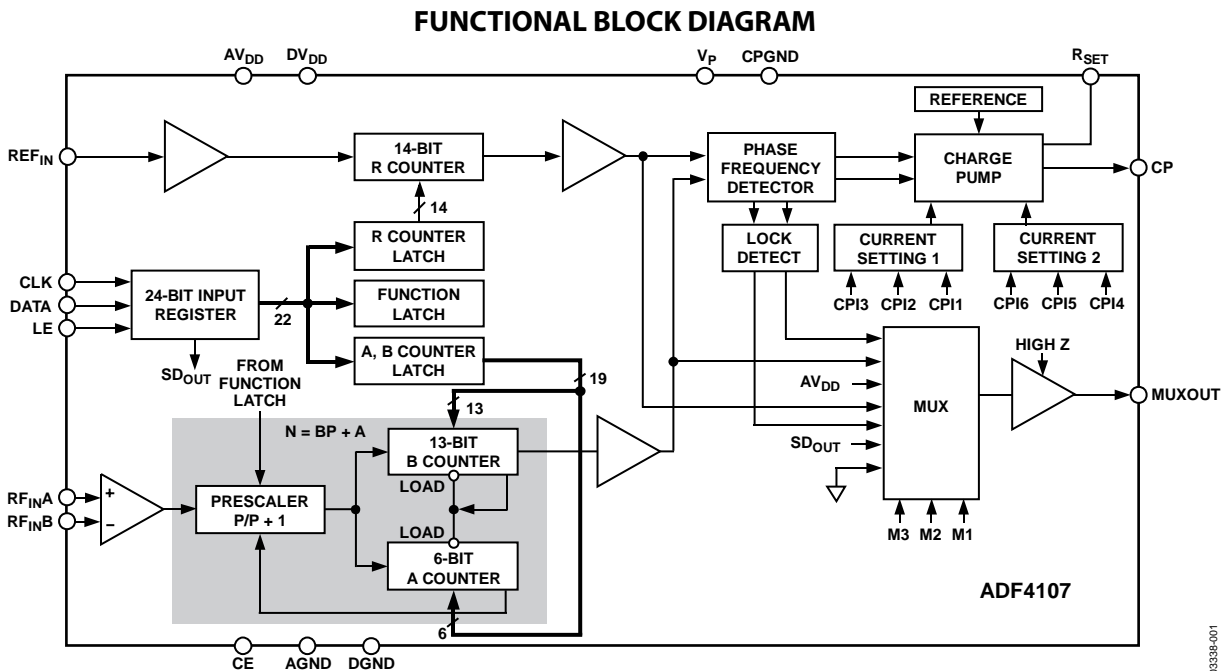 FUNCTIONAL BLOCK DIAGRAM
AVDD
DVDD
VP
CPGND
RSET
REFERENCE
REFIN
14-BIT
R COUNTER
PHASE
FREQUENCY
DETECTOR
CHARGE
PUMP
CP
14
R COUNTER
LATCH
LOCK
DETECT
CURRENT
SETTING 1
CURRENT
SETTING 2
CLK
DATA
LE
24-BIT INPUT
REGISTER
22
FUNCTION
LATCH
CPI3 CPI2 CPI1
CPI6 CPI5 CPI4
SDOUT
A, B COUNTER
LATCH
19
HIGH Z
FROM
FUNCTION
LATCH
13
AVDD
MUX
MUXOUT
N = BP + A
13-BIT
B COUNTER
SDOUT
LOAD
RFINA
RFINB
+
–
PRESCALER
P/P + 1
LOAD
6-BIT
A COUNTER
M3 M2 M1
6
ADF4107
CE
AGND
DGND
03338-001